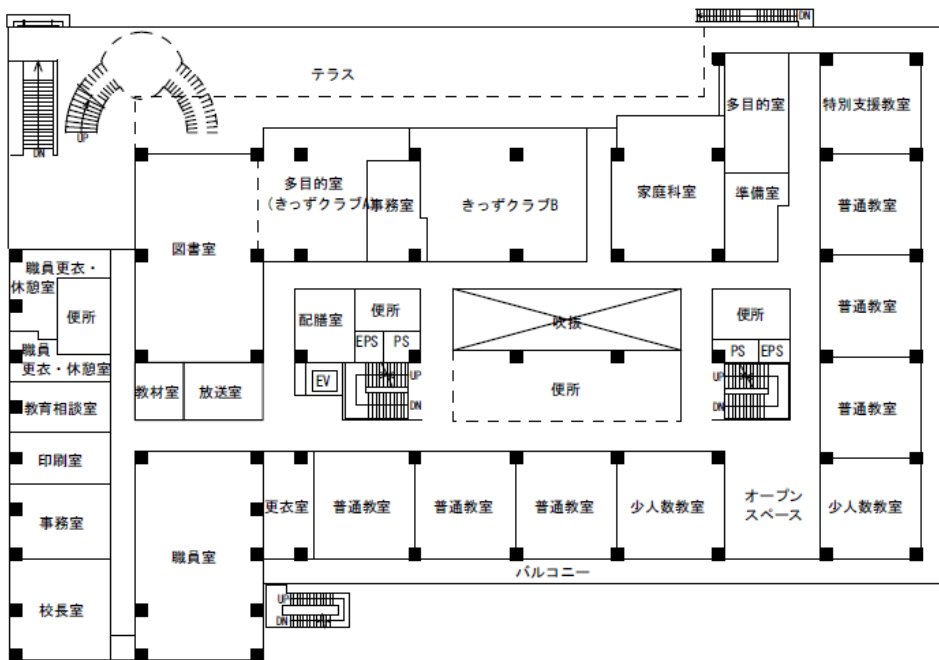 DN
テラス
UP
DN
多目的室
特別支援教室
多目的室
(きっずクラブA)
事務室
きっずクラブB
家庭科室
準備室
普通教室
図書室
職員更衣・
休憩室
便所
配膳室
便所
EPS
PS
吹抜
便所
PS
EPS
普通教室
職員
更衣・休憩室
EV
UP
DN
便所
UP
DN
教材室
放送室
教育相談室
普通教室
印刷室
事務室
職員室
更衣室
普通教室
普通教室
普通教室
少人数教室
オープン
スペース
少人数教室
バルコニー
校長室
UP
DN